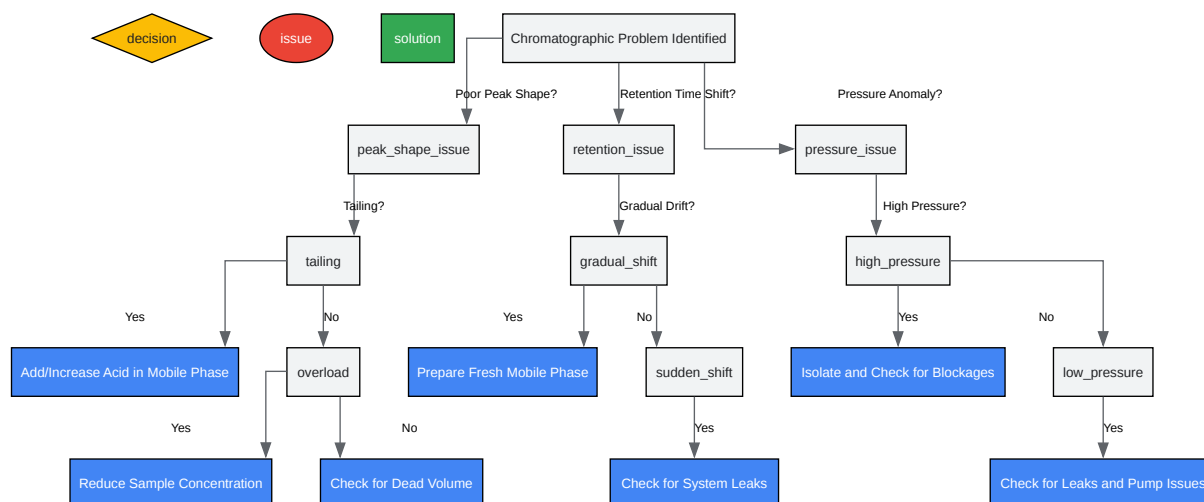 decision
issue
solution
Chromatographic Problem Identified
Poor Peak Shape?
Retention Time Shift?
Pressure Anomaly?
peak_shape_issue
retention_issue
pressure_issue
Tailing?
Gradual Drift?
High Pressure?
tailing
gradual_shift
high_pressure
Yes
No
Yes
No
Yes
No
Add/Increase Acid in Mobile Phase
overload
Prepare Fresh Mobile Phase
sudden_shift
Isolate and Check for Blockages
low_pressure
Yes
No
Yes
Yes
Reduce Sample Concentration
Check for Dead Volume
Check for System Leaks
Check for Leaks and Pump Issues